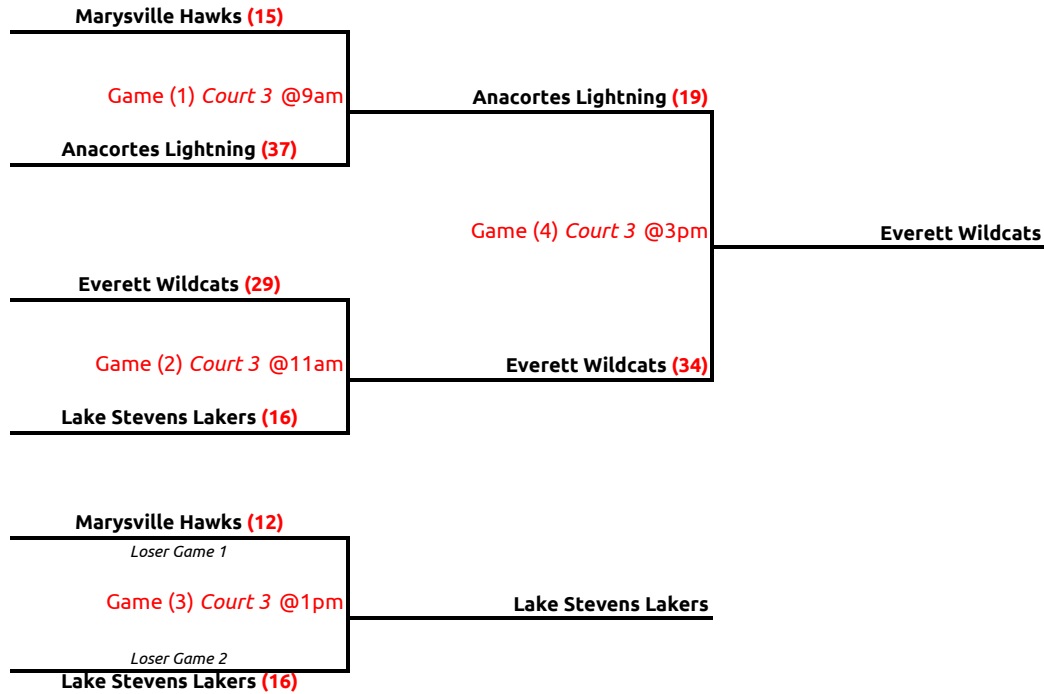 Marysville Hawks (15)
Game (1) Court 3 @9am
Anacortes Lightning (37)
Anacortes Lightning (19)
Game (4) Court 3 @3pm
Everett Wildcats
Everett Wildcats (29)
Game (2) Court 3 @11am
Lake Stevens Lakers (16)
Everett Wildcats (34)
Marysville Hawks (12)
Loser Game 1
Game (3) Court 3 @1pm
Loser Game 2
Lake Stevens Lakers (16)
Lake Stevens Lakers